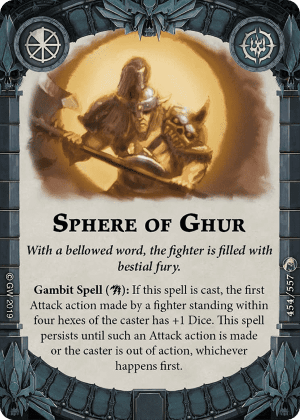 Sphere of Ghur
With a bellowed word, the fighter is filled with
bestial fury.
Gambit Spell (): If this spell is cast, the first
Attack action made by a fighter standing within
four hexes of the caster has +1 Dice. This spell
persists until such an Attack action is made
or the caster is out of action, whichever
happens first.
© GW 2019
454/557